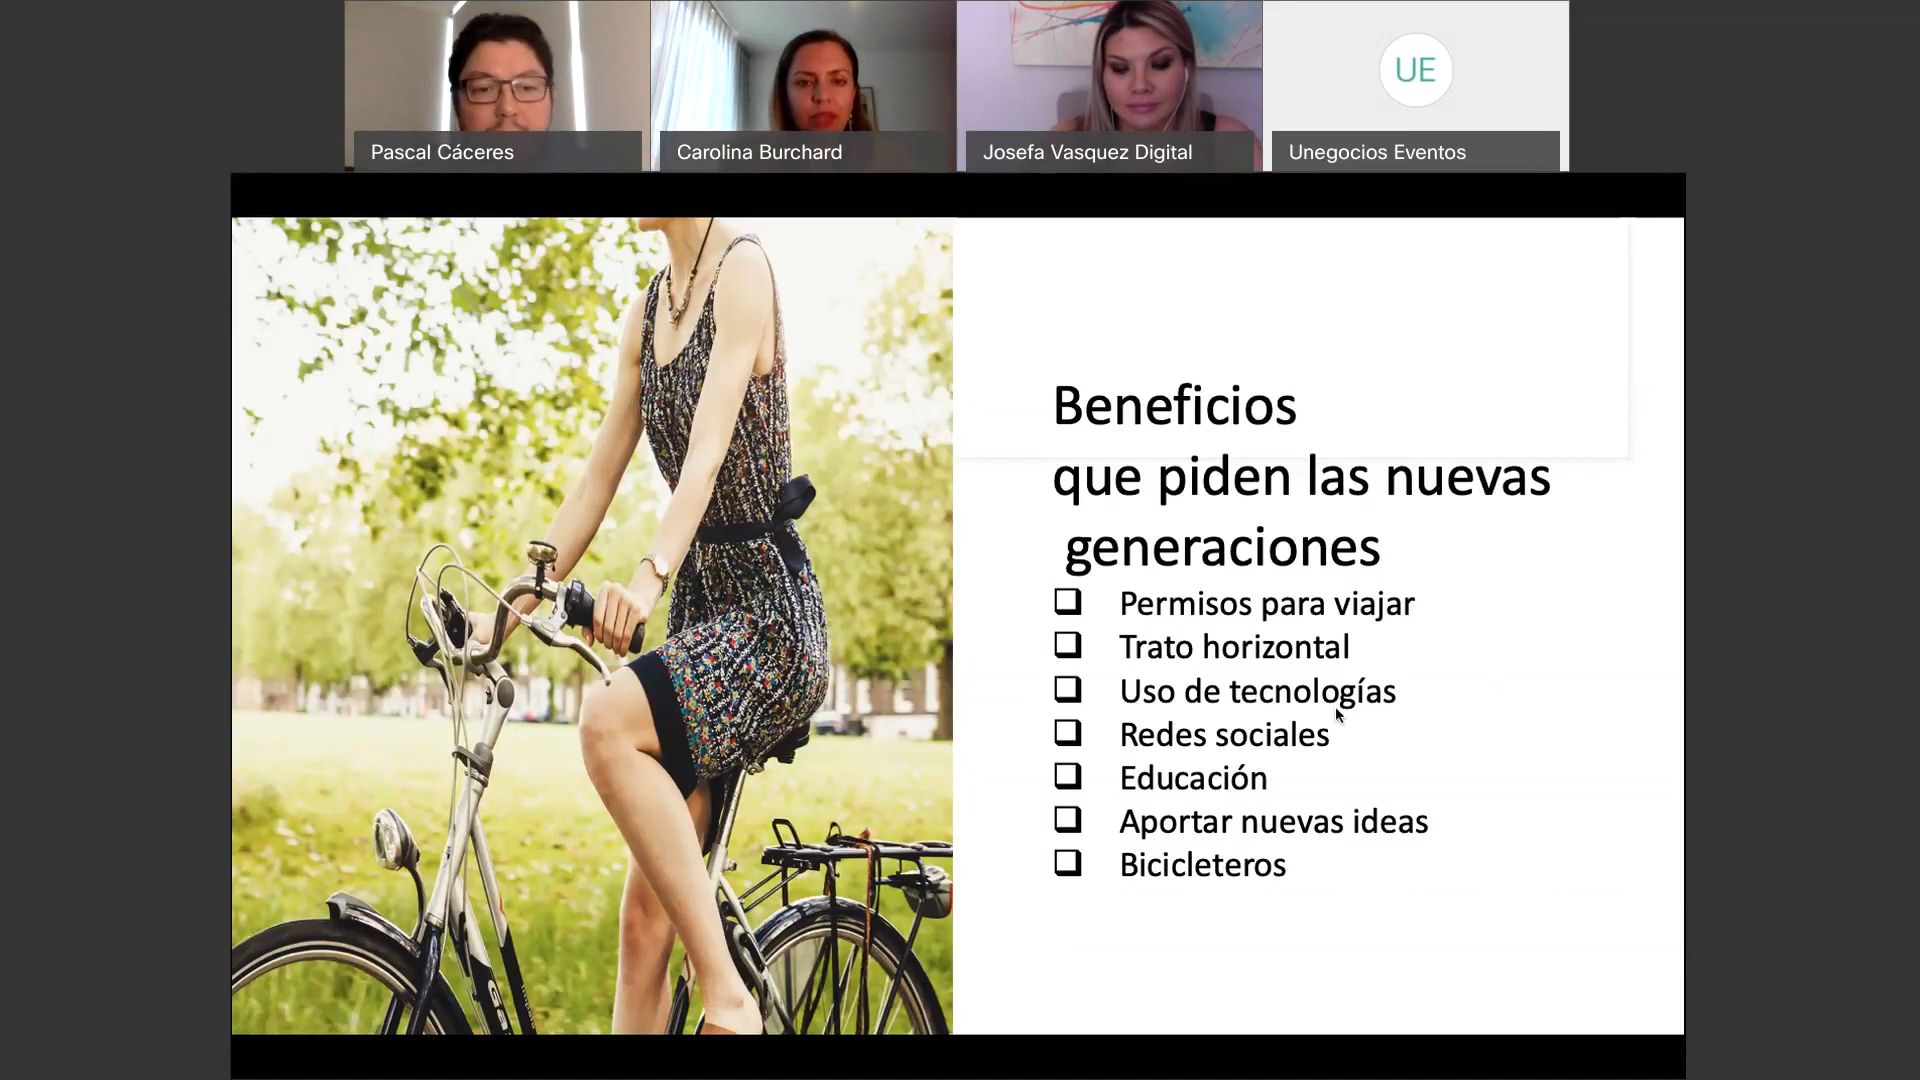 UE
Pascal Cáceres
Carolina Burchard
Josefa Vasquez Digital
Unegocios Eventos
Beneficios
que piden las nuevas
generaciones
Permisos para viajar
Trato horizontal
Uso de tecnologías
Redes sociales
Educación
Aportar nuevas ideas
Bicicleteros